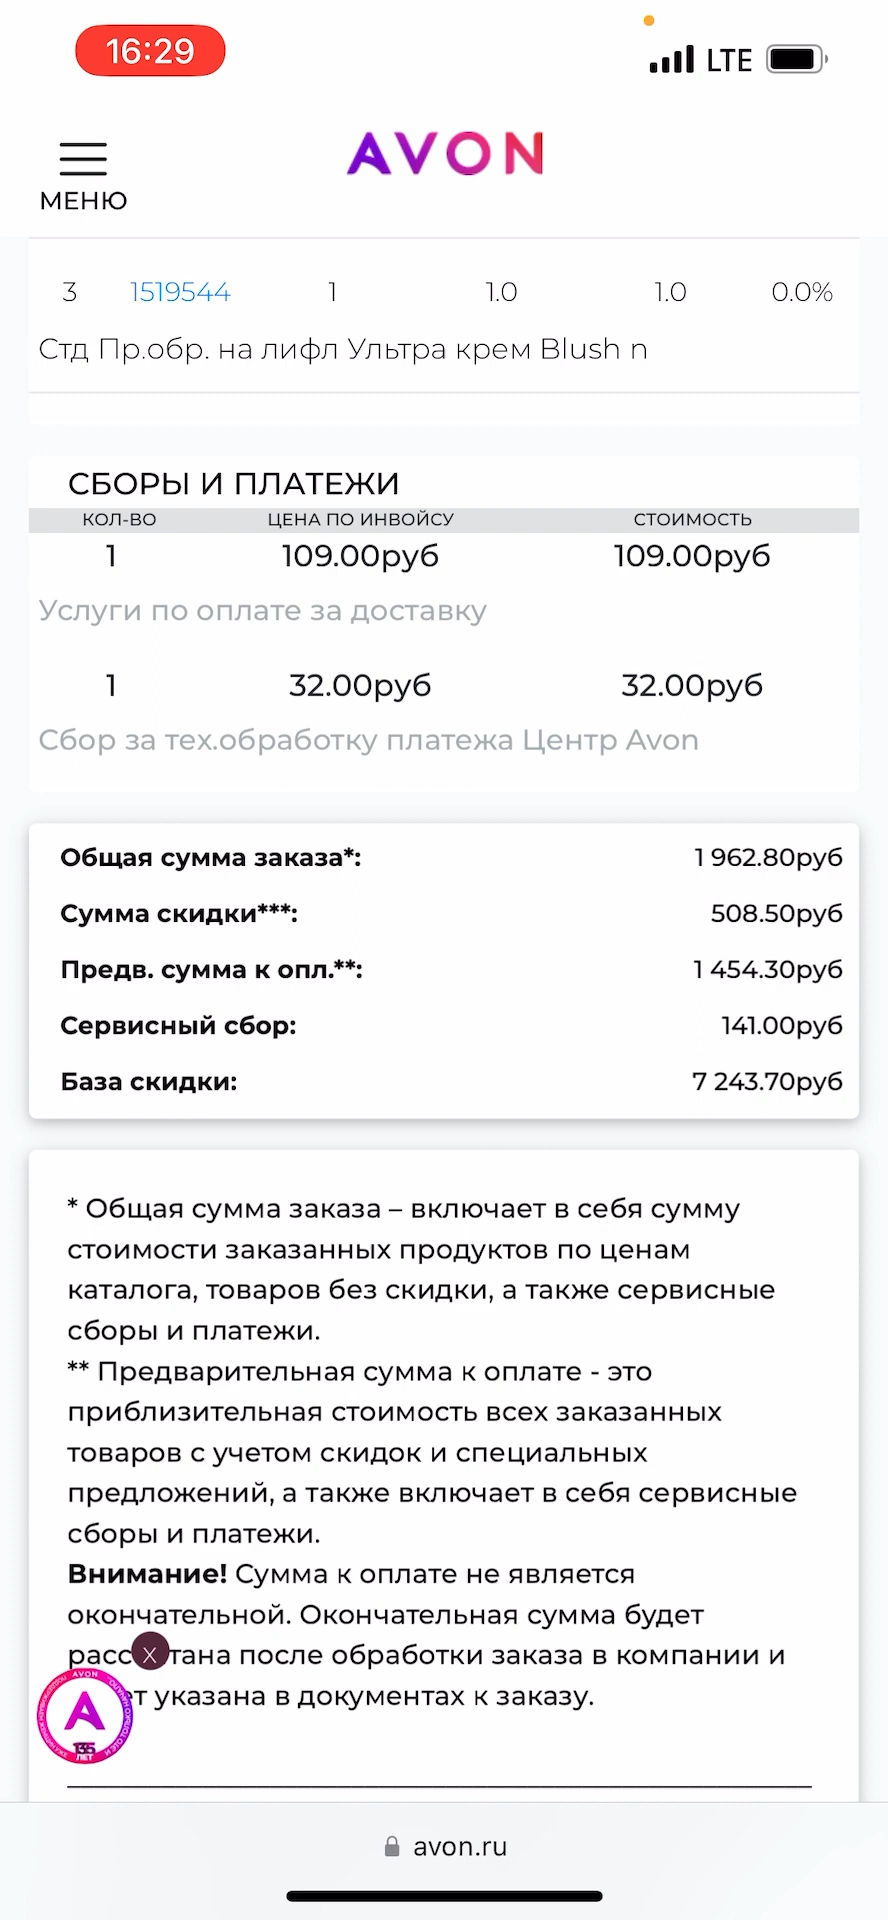 16:29
LTE
AVON
МЕНЮ
3 1519544 1 1.0 1.0 0.0%
Стд Пр.обр. на лифл Ультра крем Blush n
СБОРЫ И ПЛАТЕЖИ
КОЛ-ВО ЦЕНА ПО ИНВОЙСУ СТОИМОСТЬ
1 109.00руб 109.00руб
Услуги по оплате за доставку
1 32.00руб 32.00руб
Сбор за тех.обработку платежа Центр Avon
Общая сумма заказа*: 1 962.80руб
Сумма скидки***: 508.50руб
Предв. сумма к опл.**: 1 454.30руб
Сервисный сбор: 141.00руб
База скидки: 7 243.70руб
* Общая сумма заказа – включает в себя сумму
стоимости заказанных продуктов по ценам
каталога, товаров без скидки, а также сервисные
сборы и платежи.
** Предварительная сумма к оплате - это
приблизительная стоимость всех заказанных
товаров с учетом скидок и специальных
предложений, а также включает в себя сервисные
сборы и платежи.
Внимание! Сумма к оплате не является
окончательной. Окончательная сумма будет
расс X тана после обработки заказа в компании и
т указана в документах к заказу.
AVON
A
135
ЛЕТ
avon.ru